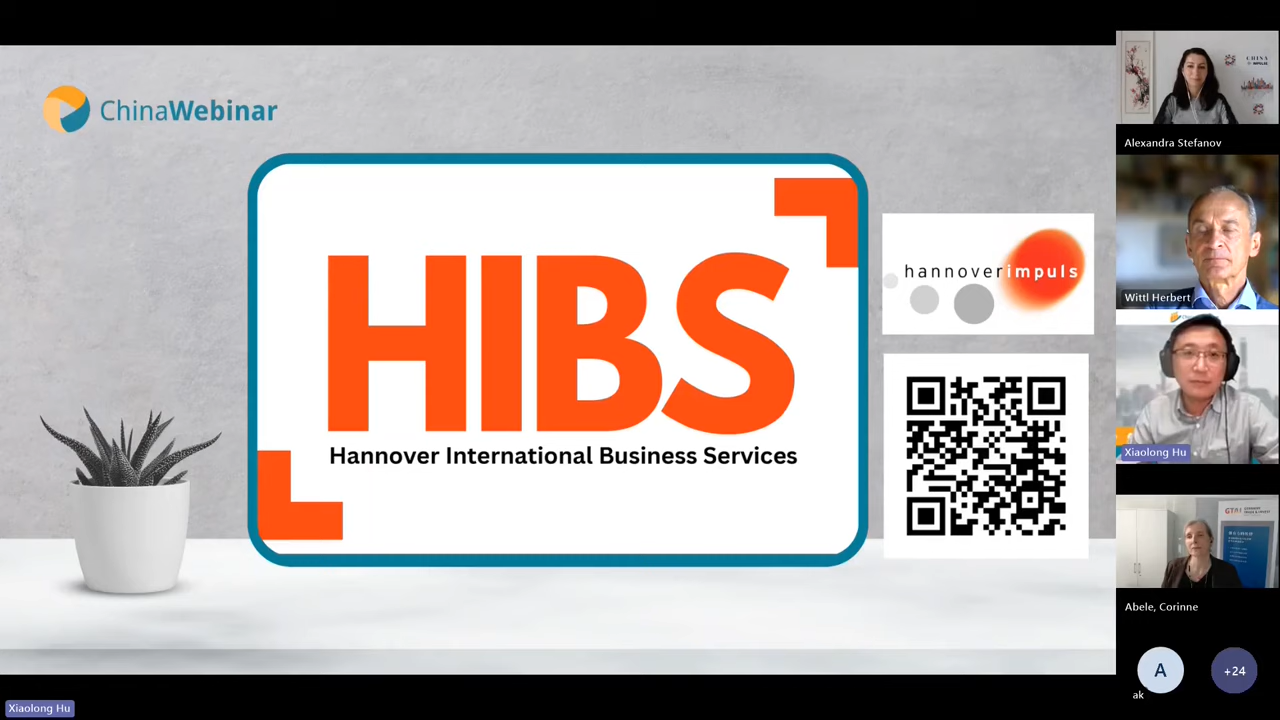 ChinaWebinar
HIBS
Hannover International Business Services
hannoverimpuls
Alexandra Stefanov
Wittl Herbert
Xiaolong Hu
GTAI
Abele, Corinne
A
ak
+24
Xiaolong Hu